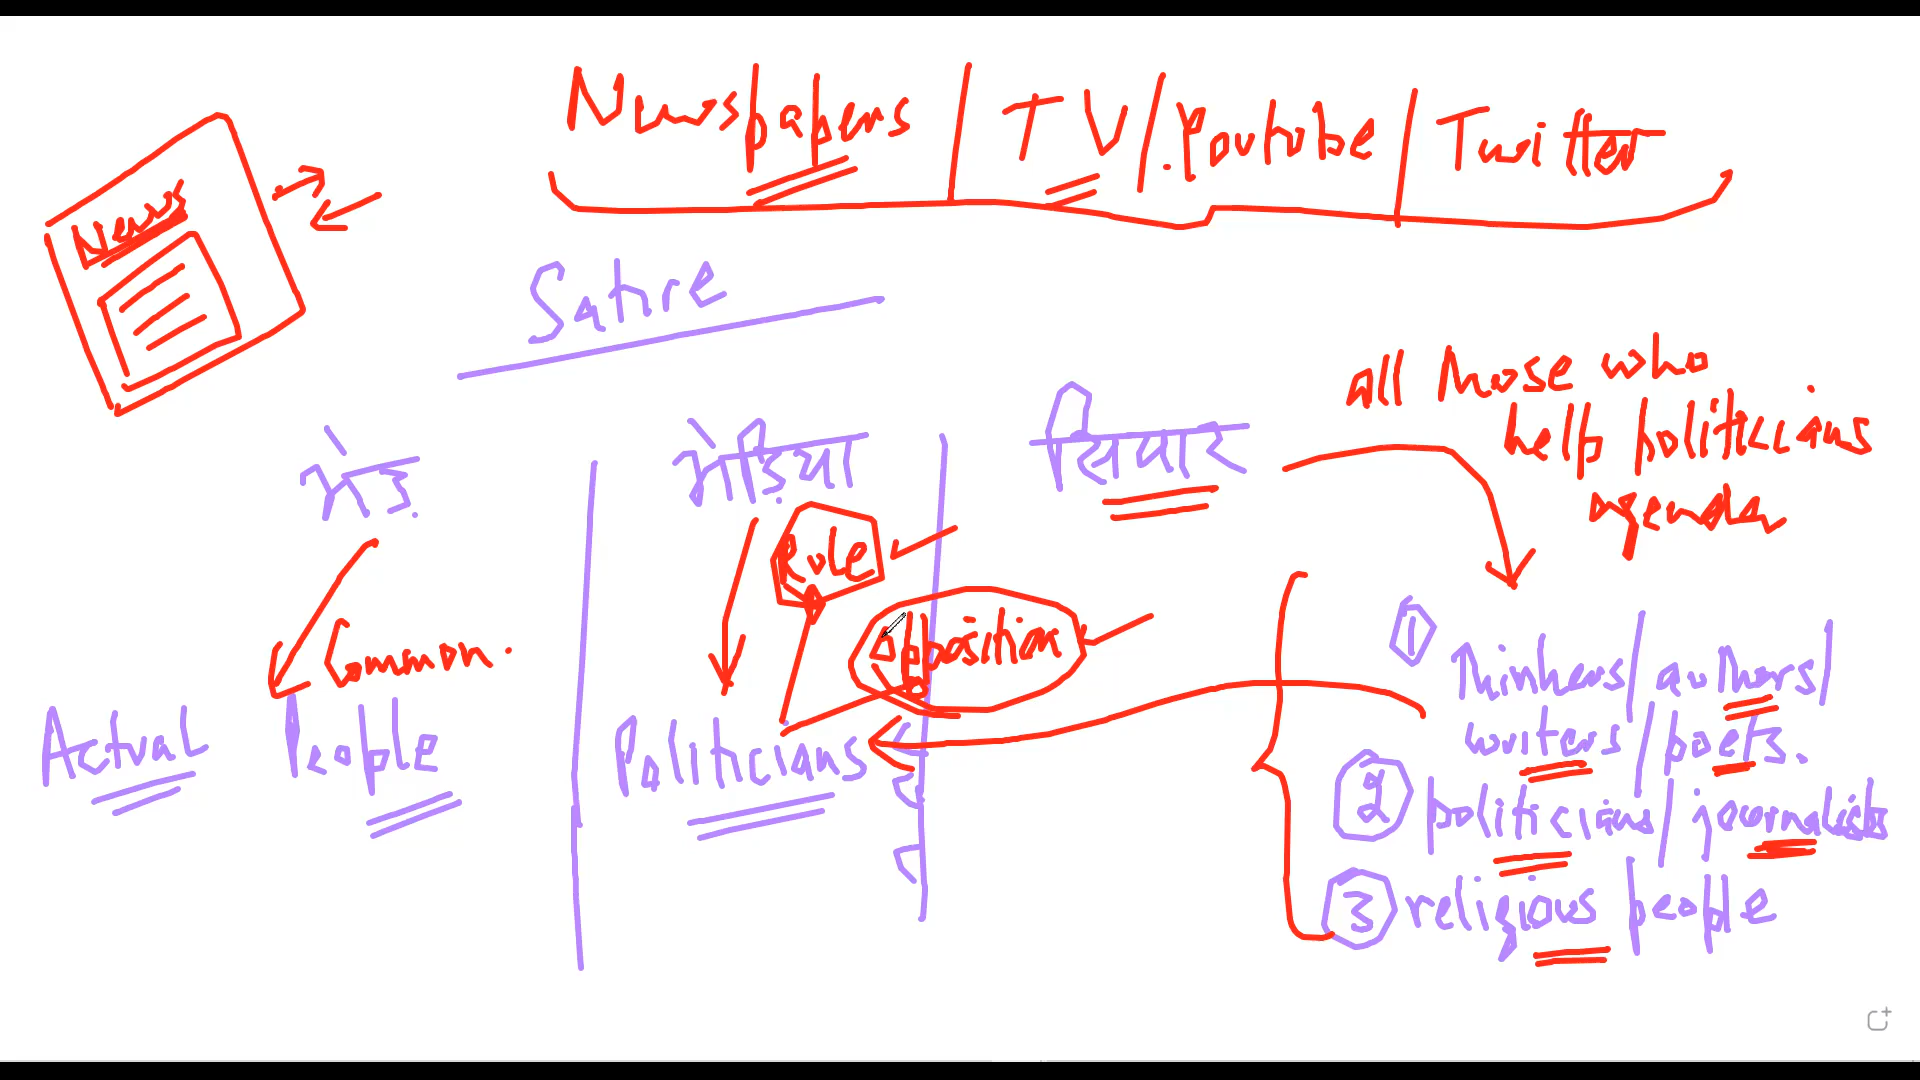 Newspapers / TV / Youtube / Twitter
News
Satire
all those who
help politicians
agenda
भेड़
भेड़िया
सियार
Role
Opposition
Common
Actual People
Politicians
1 Thinkers / authors /
writers / poets.
2 politicians / journalists
3 religious people